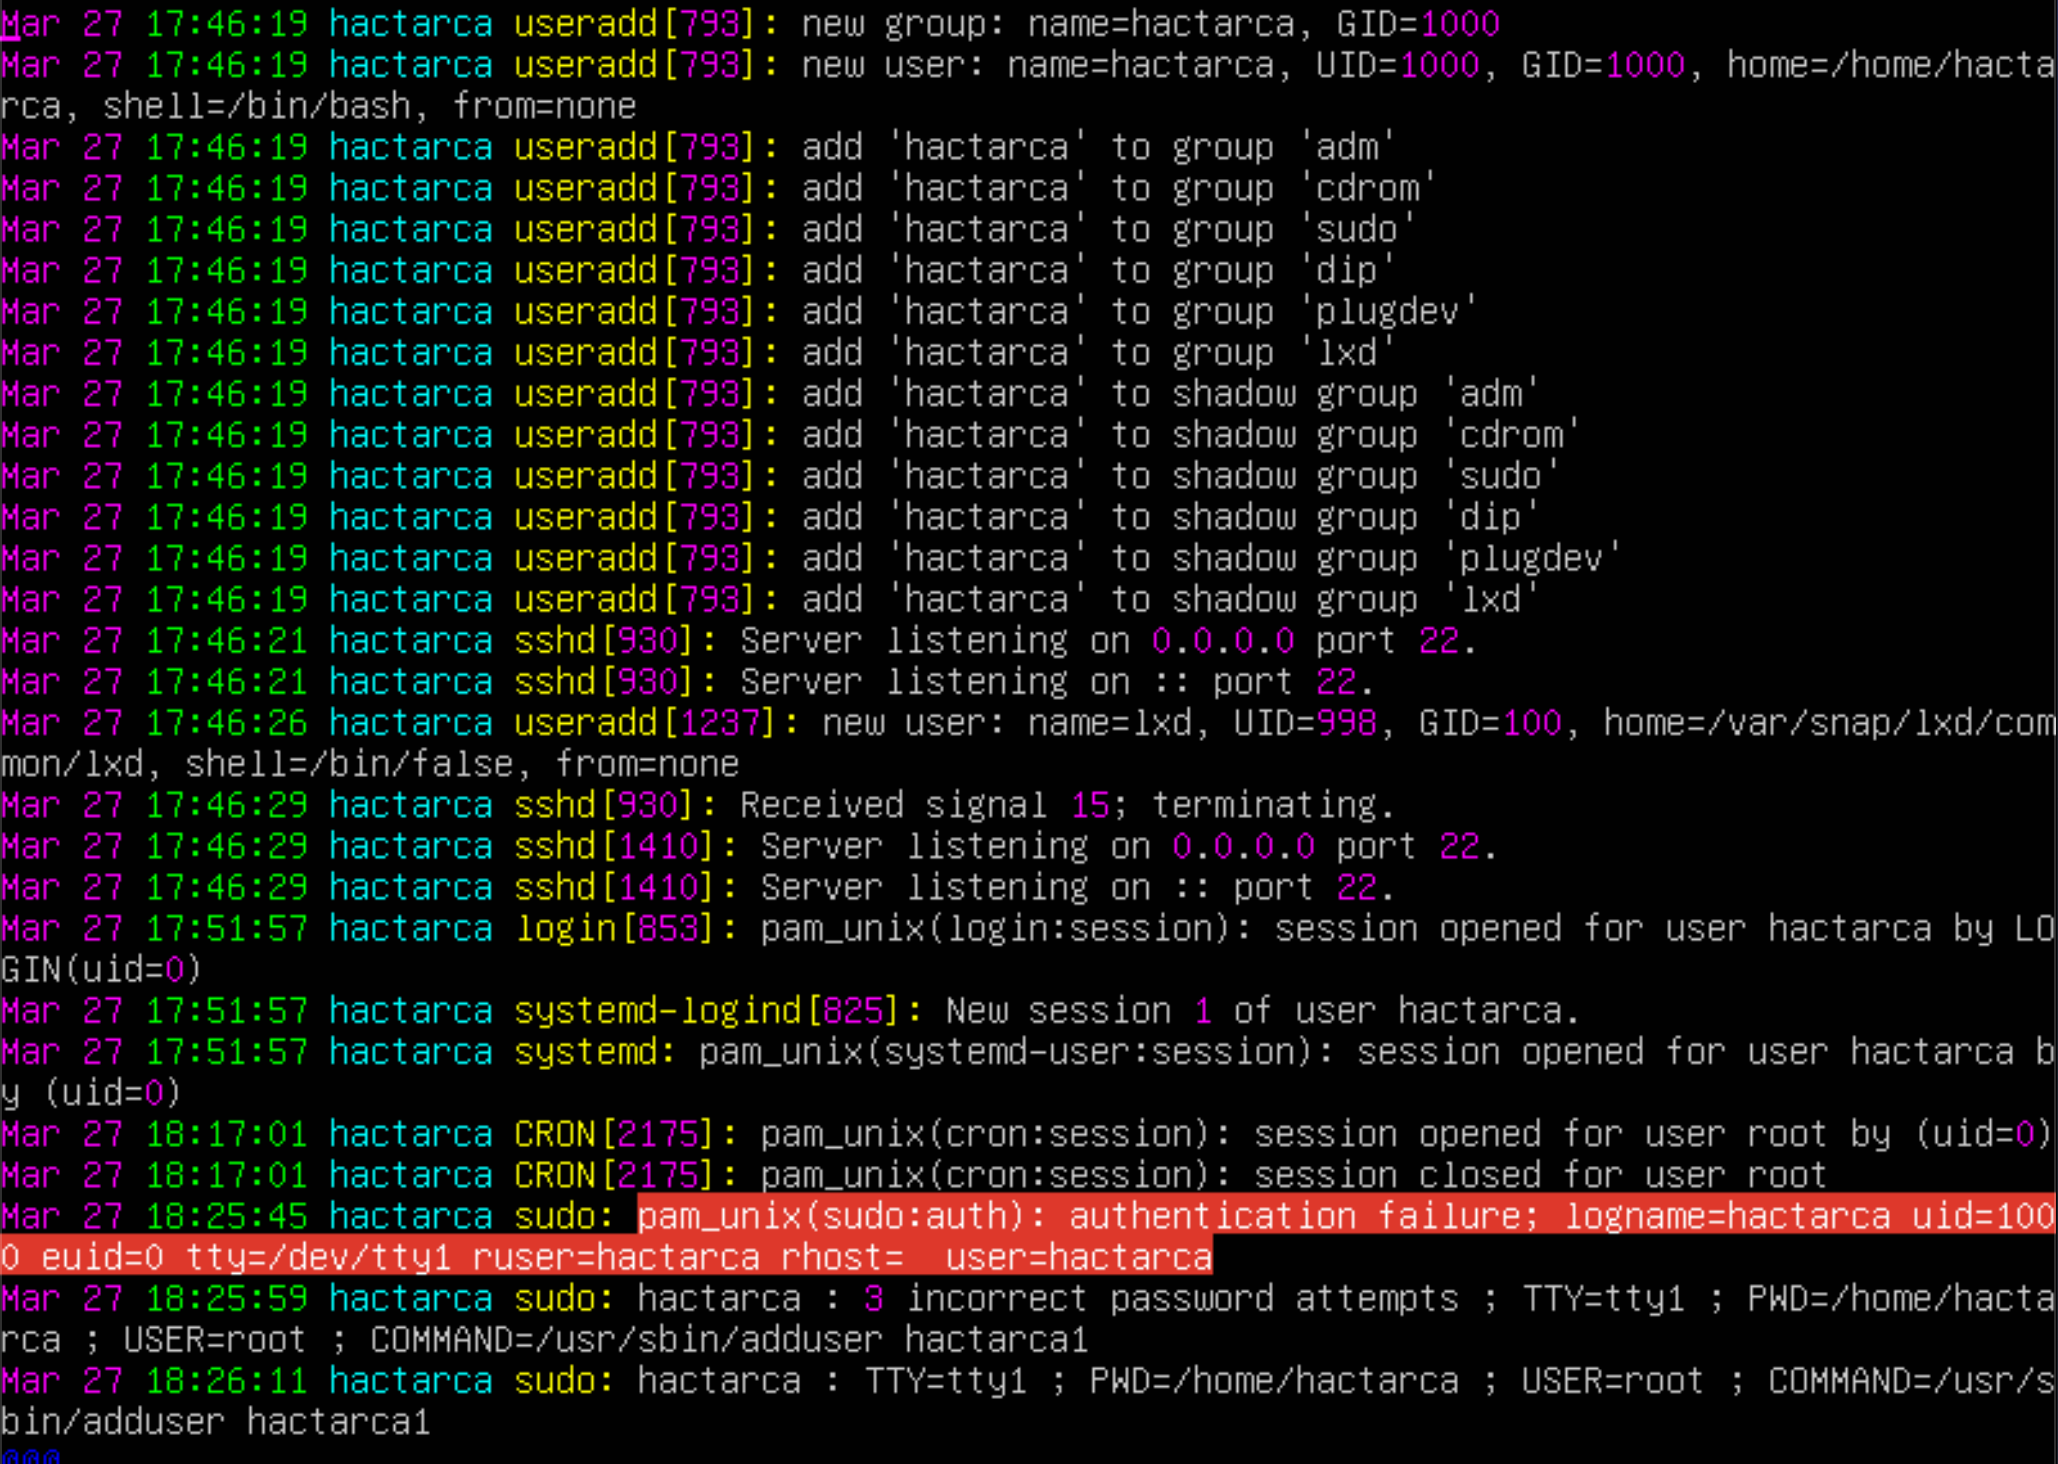 Mar 27 17:46:19 hactarca useradd[793]: new group: name=hactarca, GID=1000
Mar 27 17:46:19 hactarca useradd[793]: new user: name=hactarca, UID=1000, GID=1000, home=/home/hacta
rca, shell=/bin/bash, from=none
Mar 27 17:46:19 hactarca useradd[793]: add 'hactarca' to group 'adm'
Mar 27 17:46:19 hactarca useradd[793]: add 'hactarca' to group 'cdrom'
Mar 27 17:46:19 hactarca useradd[793]: add 'hactarca' to group 'sudo'
Mar 27 17:46:19 hactarca useradd[793]: add 'hactarca' to group 'dip'
Mar 27 17:46:19 hactarca useradd[793]: add 'hactarca' to group 'plugdev'
Mar 27 17:46:19 hactarca useradd[793]: add 'hactarca' to group 'lxd'
Mar 27 17:46:19 hactarca useradd[793]: add 'hactarca' to shadow group 'adm'
Mar 27 17:46:19 hactarca useradd[793]: add 'hactarca' to shadow group 'cdrom'
Mar 27 17:46:19 hactarca useradd[793]: add 'hactarca' to shadow group 'sudo'
Mar 27 17:46:19 hactarca useradd[793]: add 'hactarca' to shadow group 'dip'
Mar 27 17:46:19 hactarca useradd[793]: add 'hactarca' to shadow group 'plugdev'
Mar 27 17:46:19 hactarca useradd[793]: add 'hactarca' to shadow group 'lxd'
Mar 27 17:46:21 hactarca sshd[930]: Server listening on 0.0.0.0 port 22.
Mar 27 17:46:21 hactarca sshd[930]: Server listening on :: port 22.
Mar 27 17:46:26 hactarca useradd[1237]: new user: name=lxd, UID=998, GID=100, home=/var/snap/lxd/com
mon/lxd, shell=/bin/false, from=none
Mar 27 17:46:29 hactarca sshd[930]: Received signal 15; terminating.
Mar 27 17:46:29 hactarca sshd[1410]: Server listening on 0.0.0.0 port 22.
Mar 27 17:46:29 hactarca sshd[1410]: Server listening on :: port 22.
Mar 27 17:51:57 hactarca login[853]: pam_unix(login:session): session opened for user hactarca by LO
GIN(uid=0)
Mar 27 17:51:57 hactarca systemd-logind[825]: New session 1 of user hactarca.
Mar 27 17:51:57 hactarca systemd: pam_unix(systemd-user:session): session opened for user hactarca b
y (uid=0)
Mar 27 18:17:01 hactarca CRON[2175]: pam_unix(cron:session): session opened for user root by (uid=0)
Mar 27 18:17:01 hactarca CRON[2175]: pam_unix(cron:session): session closed for user root
Mar 27 18:25:45 hactarca sudo: pam_unix(sudo:auth): authentication failure; logname=hactarca uid=100
0 euid=0 tty=/dev/tty1 ruser=hactarca rhost=  user=hactarca
Mar 27 18:25:59 hactarca sudo: hactarca : 3 incorrect password attempts ; TTY=tty1 ; PWD=/home/hacta
rca ; USER=root ; COMMAND=/usr/sbin/adduser hactarca1
Mar 27 18:26:11 hactarca sudo: hactarca : TTY=tty1 ; PWD=/home/hactarca ; USER=root ; COMMAND=/usr/s
bin/adduser hactarca1
@@@